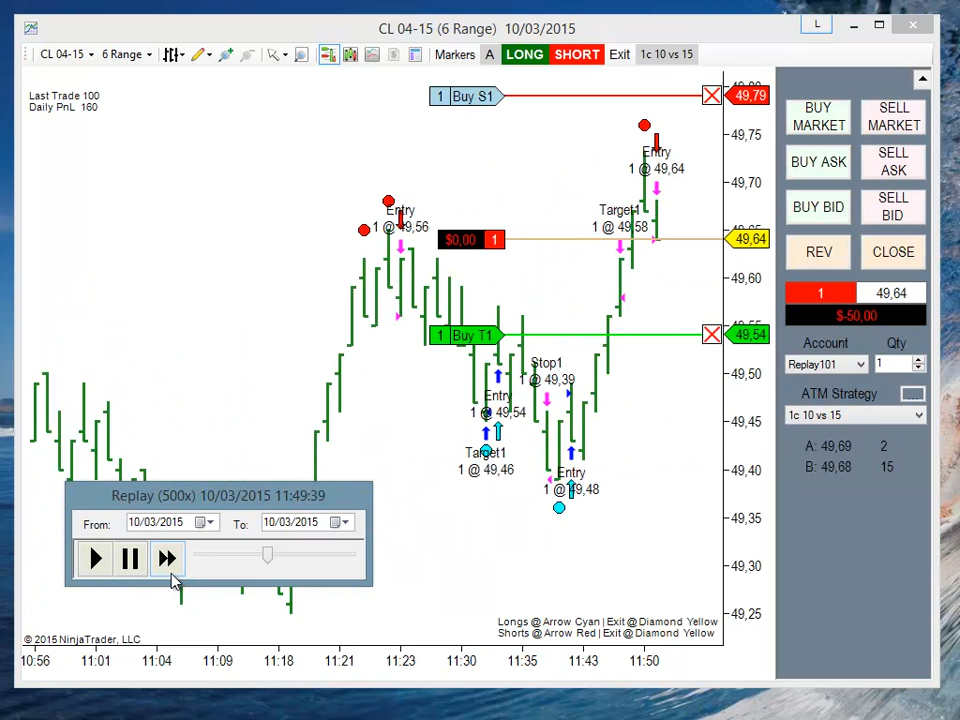 CL 04-15 (6 Range) 10/03/2015
L
CL 04-15 6 Range Markers A LONG SHORT Exit 1c 10 vs 15
Last Trade 100
Daily PnL 160
1 Buy S1
49,79
49,75
Entry
1 @ 49,64
49,70
Entry
1 @ 49,56
Target1
1 @ 49,58
$0,00 1
49,64
49,60
1 Buy T1
49,54
49,50
Stop1
1 @ 49,39
Entry
1 @ 49,54
49,45
Target1
1 @ 49,46
Entry
1 @ 49,48
49,40
49,35
49,30
49,25
Longs @ Arrow Cyan | Exit @ Diamond Yellow
Shorts @ Arrow Red | Exit @ Diamond Yellow
© 2015 NinjaTrader, LLC
10:56 11:01 11:04 11:09 11:18 11:21 11:23 11:30 11:35 11:43 11:50
Replay (500x) 10/03/2015 11:49:39
From: 10/03/2015 To: 10/03/2015
BUY MARKET
SELL MARKET
BUY ASK
SELL ASK
BUY BID
SELL BID
REV
CLOSE
1 49,64
$-50,00
Account Qty
Replay101 1
ATM Strategy
1c 10 vs 15
A: 49,69 2
B: 49,68 15